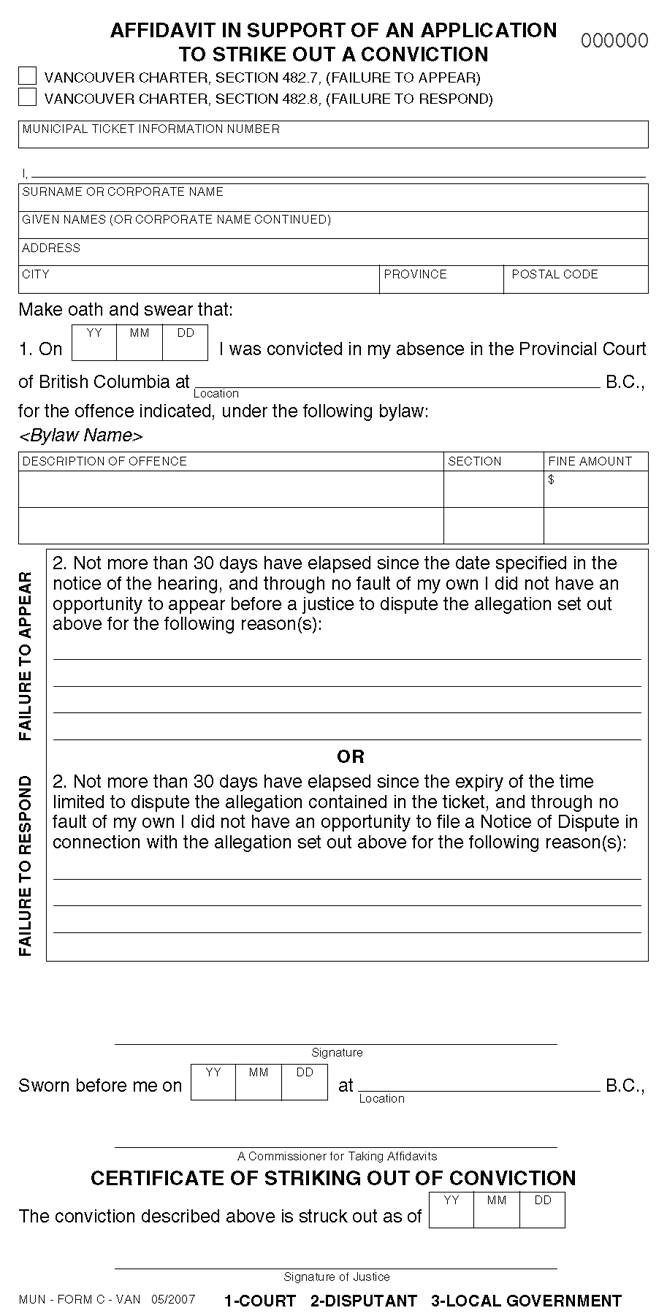 AFFIDAVIT IN SUPPORT OF AN APPLICATION
TO STRIKE OUT A CONVICTION
000000
VANCOUVER CHARTER, SECTION 482.7, (FAILURE TO APPEAR)
VANCOUVER CHARTER, SECTION 482.8, (FAILURE TO RESPOND)
MUNICIPAL TICKET INFORMATION NUMBER
I,
SURNAME OR CORPORATE NAME
GIVEN NAMES (OR CORPORATE NAME CONTINUED)
ADDRESS
CITY PROVINCE POSTAL CODE
Make oath and swear that:
YY MM DD
1. On I was convicted in my absence in the Provincial Court
of British Columbia at B.C.,
Location
for the offence indicated, under the following bylaw:
<Bylaw Name>
DESCRIPTION OF OFFENCE SECTION FINE AMOUNT
$
FAILURE TO APPEAR
2. Not more than 30 days have elapsed since the date specified in the
notice of the hearing, and through no fault of my own I did not have an
opportunity to appear before a justice to dispute the allegation set out
above for the following reason(s):
OR
FAILURE TO RESPOND
2. Not more than 30 days have elapsed since the expiry of the time
limited to dispute the allegation contained in the ticket, and through no
fault of my own I did not have an opportunity to file a Notice of Dispute in
connection with the allegation set out above for the following reason(s):
Signature
YY MM DD
Sworn before me on at B.C.,
Location
A Commissioner for Taking Affidavits
CERTIFICATE OF STRIKING OUT OF CONVICTION
YY MM DD
The conviction described above is struck out as of
Signature of Justice
MUN - FORM C - VAN 05/2007 1-COURT 2-DISPUTANT 3-LOCAL GOVERNMENT